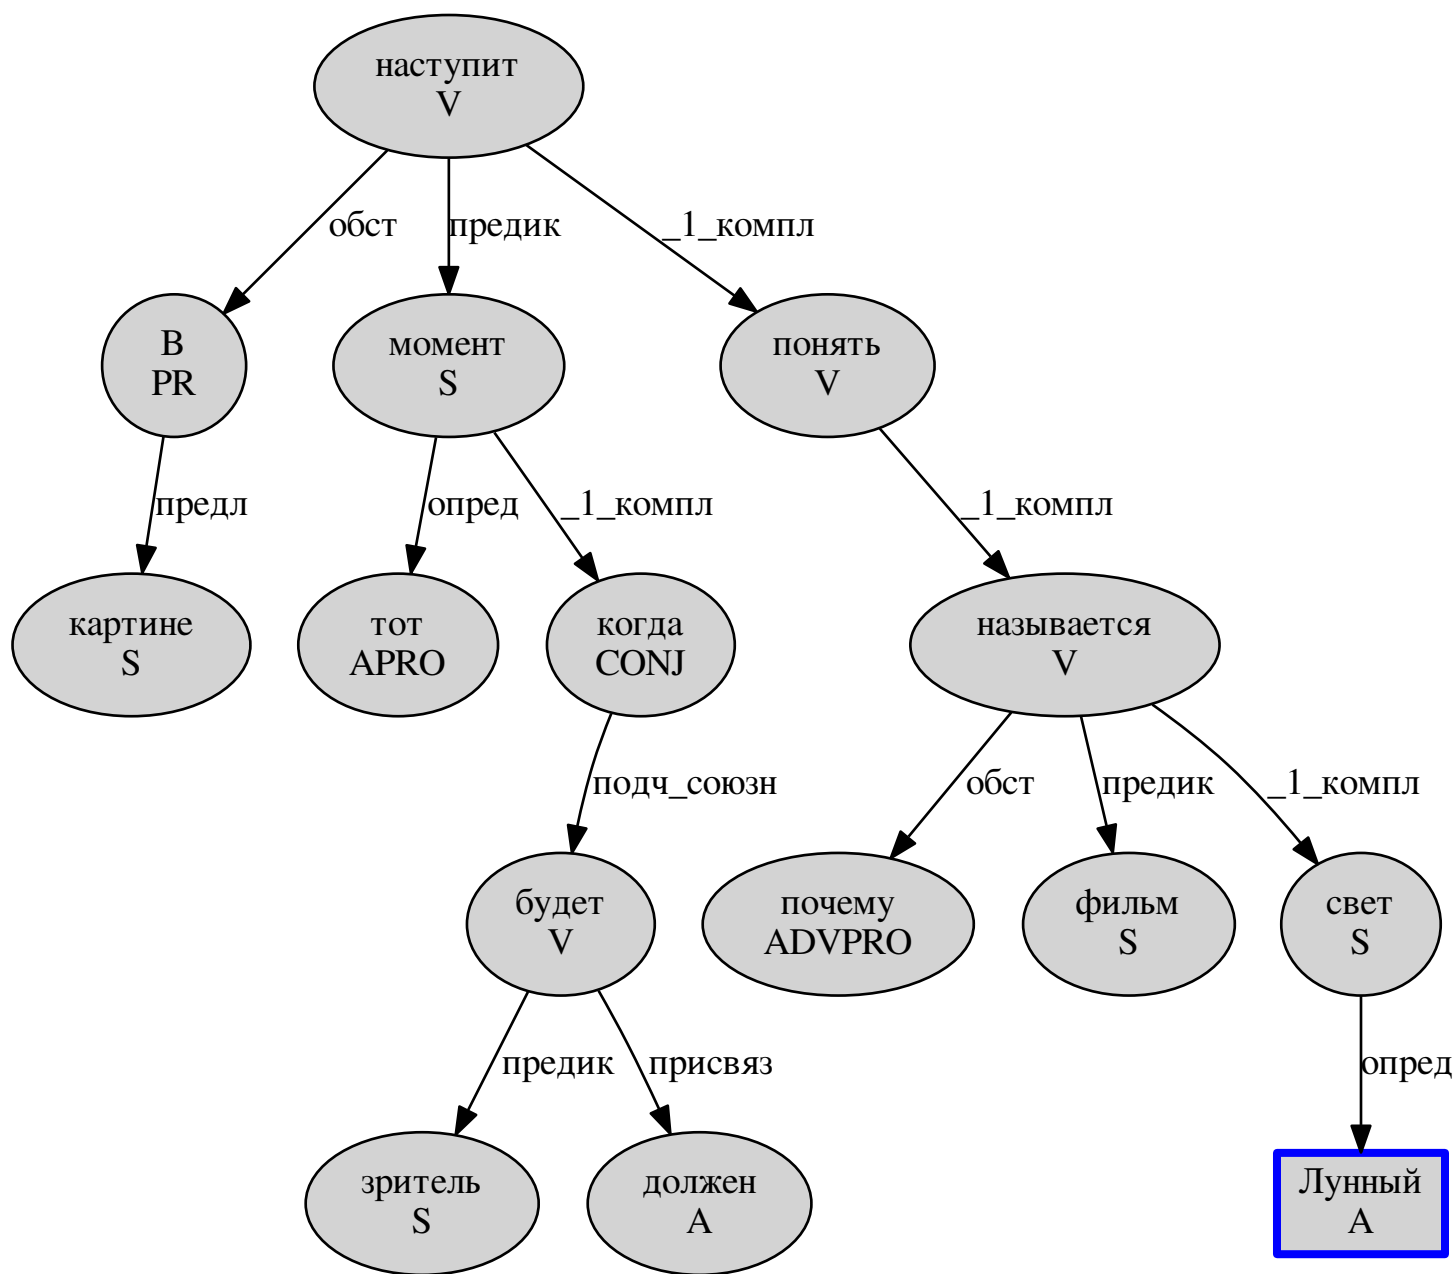 наступит
V
обст
предик
_1_компл
В
PR
момент
S
понять
V
предл
опред
_1_компл
_1_компл
картине
S
тот
APRO
когда
CONJ
называется
V
подч_союзн
обст
предик
_1_компл
будет
V
почему
ADVPRO
фильм
S
свет
S
предик
присвяз
опред
зритель
S
должен
A
Лунный
A